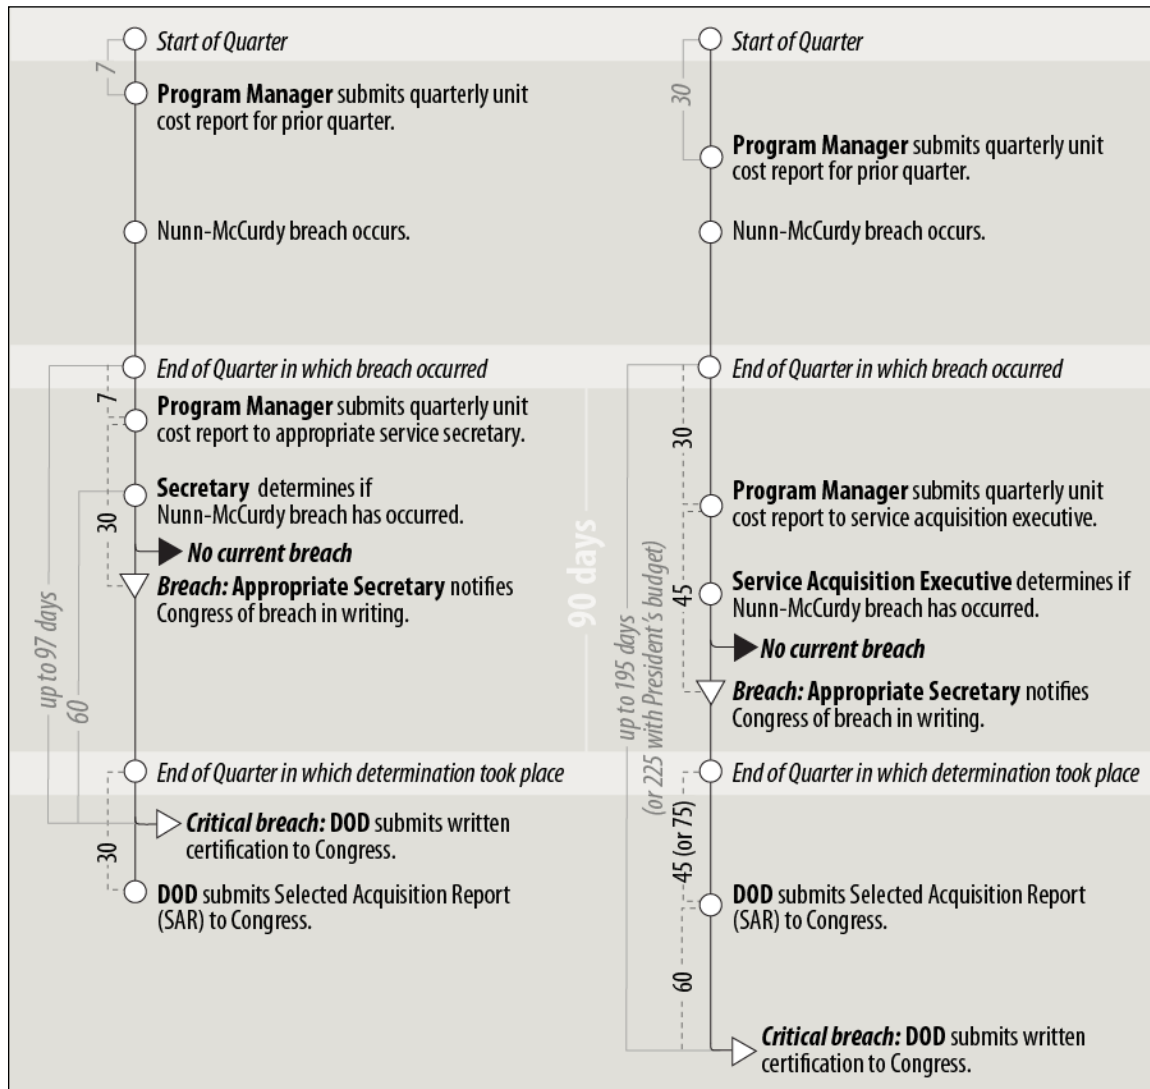 Start of Quarter
7
Program Manager submits quarterly unit
cost report for prior quarter.
Nunn-McCurdy breach occurs.
End of Quarter in which breach occurred
7
Program Manager submits quarterly unit
cost report to appropriate service secretary.
Secretary determines if
Nunn-McCurdy breach has occurred.
30
No current breach
Breach: Appropriate Secretary notifies
Congress of breach in writing.
up to 97 days
60
End of Quarter in which determination took place
Critical breach: DOD submits written
certification to Congress.
30
DOD submits Selected Acquisition Report
(SAR) to Congress.
90 days
Start of Quarter
30
Program Manager submits quarterly unit
cost report for prior quarter.
Nunn-McCurdy breach occurs.
End of Quarter in which breach occurred
30
Program Manager submits quarterly unit
cost report to service acquisition executive.
45
Service Acquisition Executive determines if
Nunn-McCurdy breach has occurred.
No current breach
Breach: Appropriate Secretary notifies
Congress of breach in writing.
up to 195 days
(or 225 with President's budget)
End of Quarter in which determination took place
45 (or 75)
DOD submits Selected Acquisition Report
(SAR) to Congress.
60
Critical breach: DOD submits written
certification to Congress.